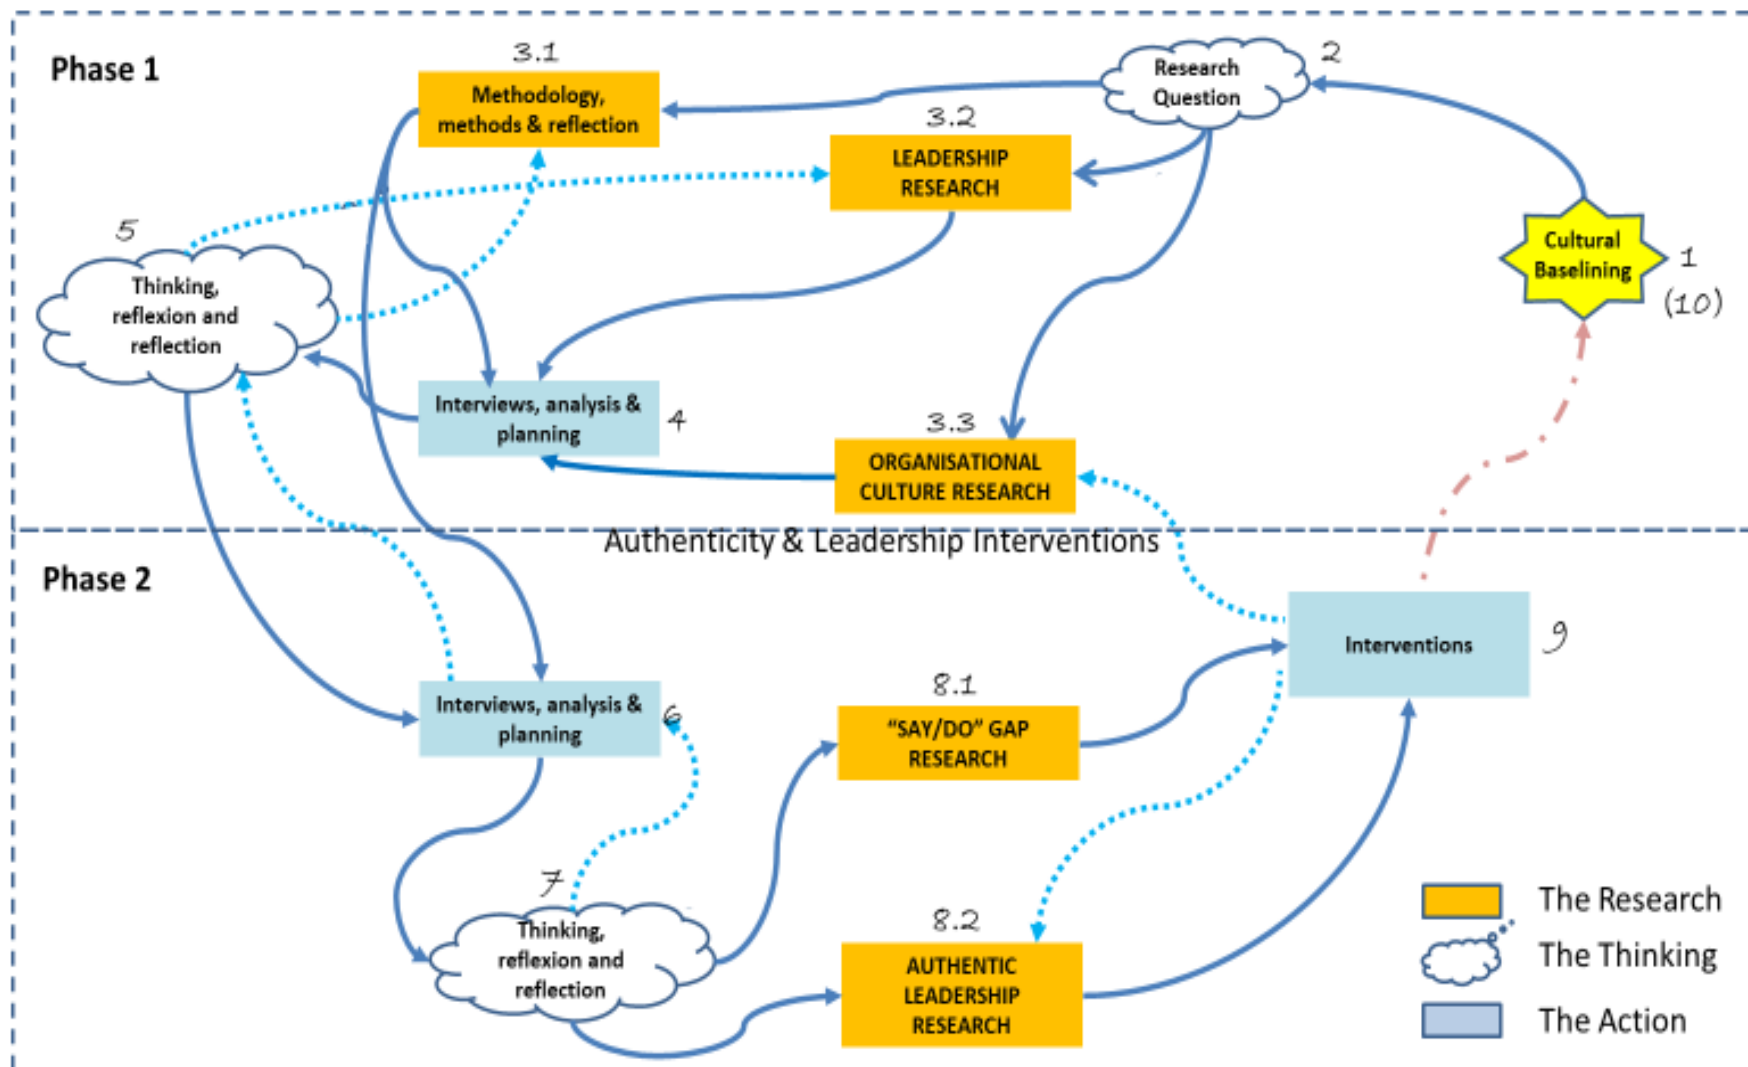 Phase 1
3.1
Methodology,
methods & reflection
3.2
LEADERSHIP
RESEARCH
Research
Question
2
Cultural
Baselining
1
(10)
5
Thinking,
reflexion and
reflection
Interviews, analysis &
planning
4
3.3
ORGANISATIONAL
CULTURE RESEARCH
Authenticity & Leadership Interventions
Phase 2
Interviews, analysis &
planning
6
8.1
"SAY/DO" GAP
RESEARCH
Interventions
9
7
Thinking,
reflexion and
reflection
8.2
AUTHENTIC
LEADERSHIP
RESEARCH
The Research
The Thinking
The Action